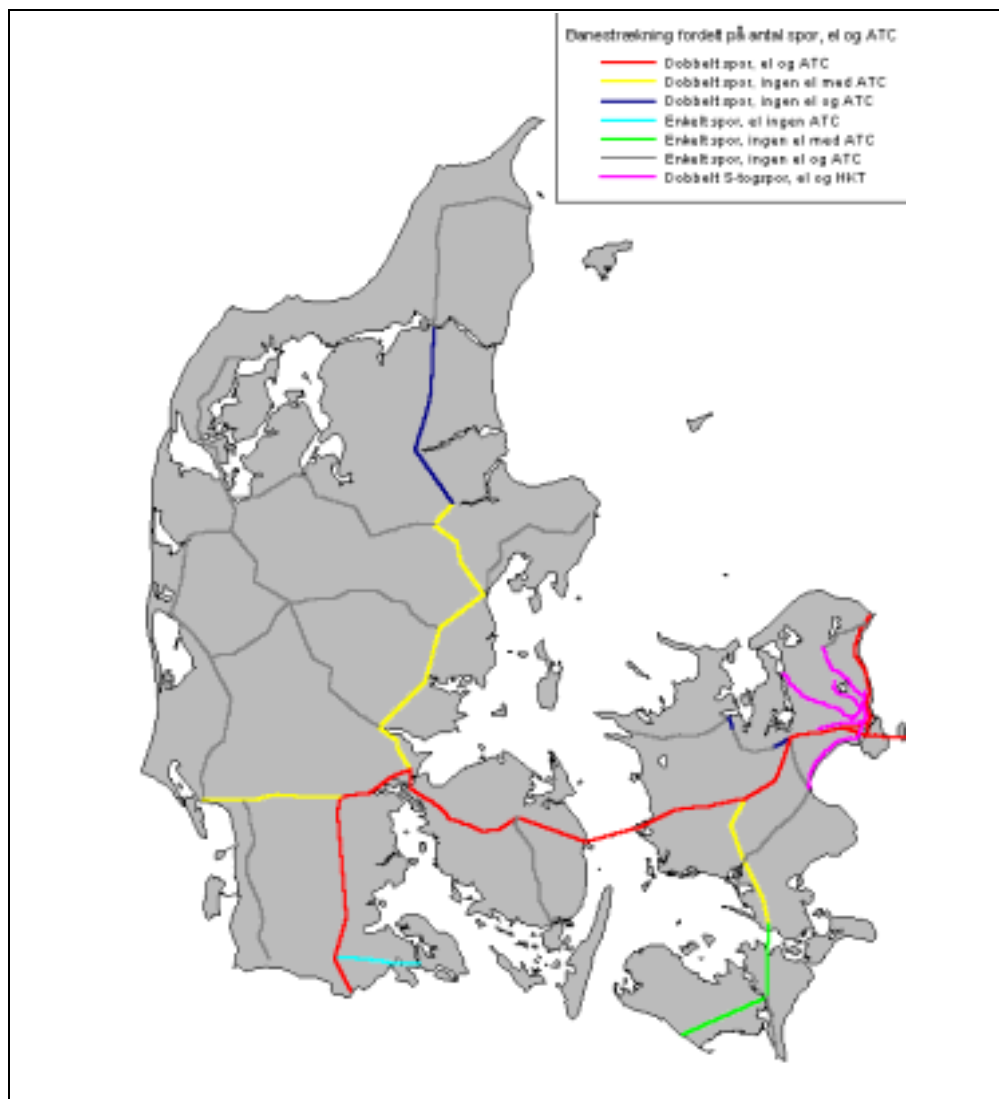 Banestrækning fordelt på antal spor, el og ATC
Dobbelt spor, el og ATC
Dobbelt spor, ingen el med ATC
Dobbelt spor, ingen el og ATC
Enkelt spor, el ingen ATC
Enkelt spor, ingen el med ATC
Enkelt spor, ingen el og ATC
Dobbelt S-togspor, el og HKT